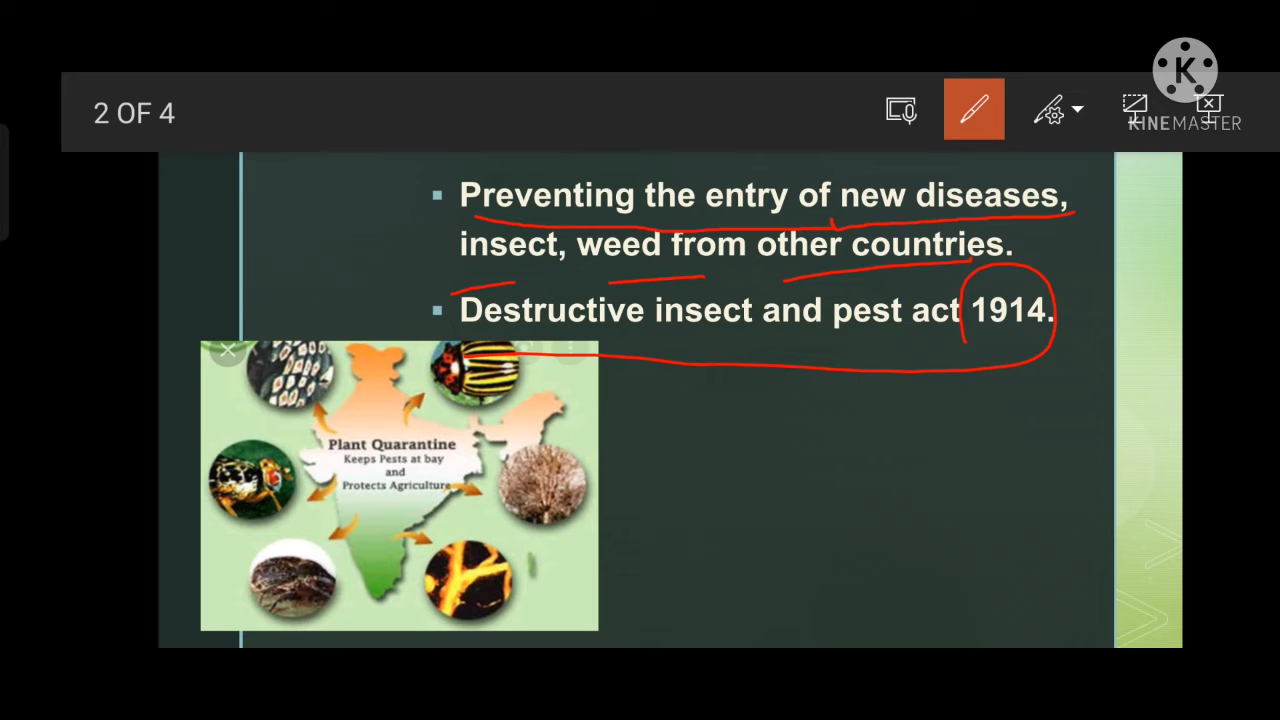 K
2 OF 4
KINEMASTER
Preventing the entry of new diseases,
insect, weed from other countries.
Destructive insect and pest act 1914.
Plant Quarantine
Keeps Pests at bay
and
Protects Agriculture